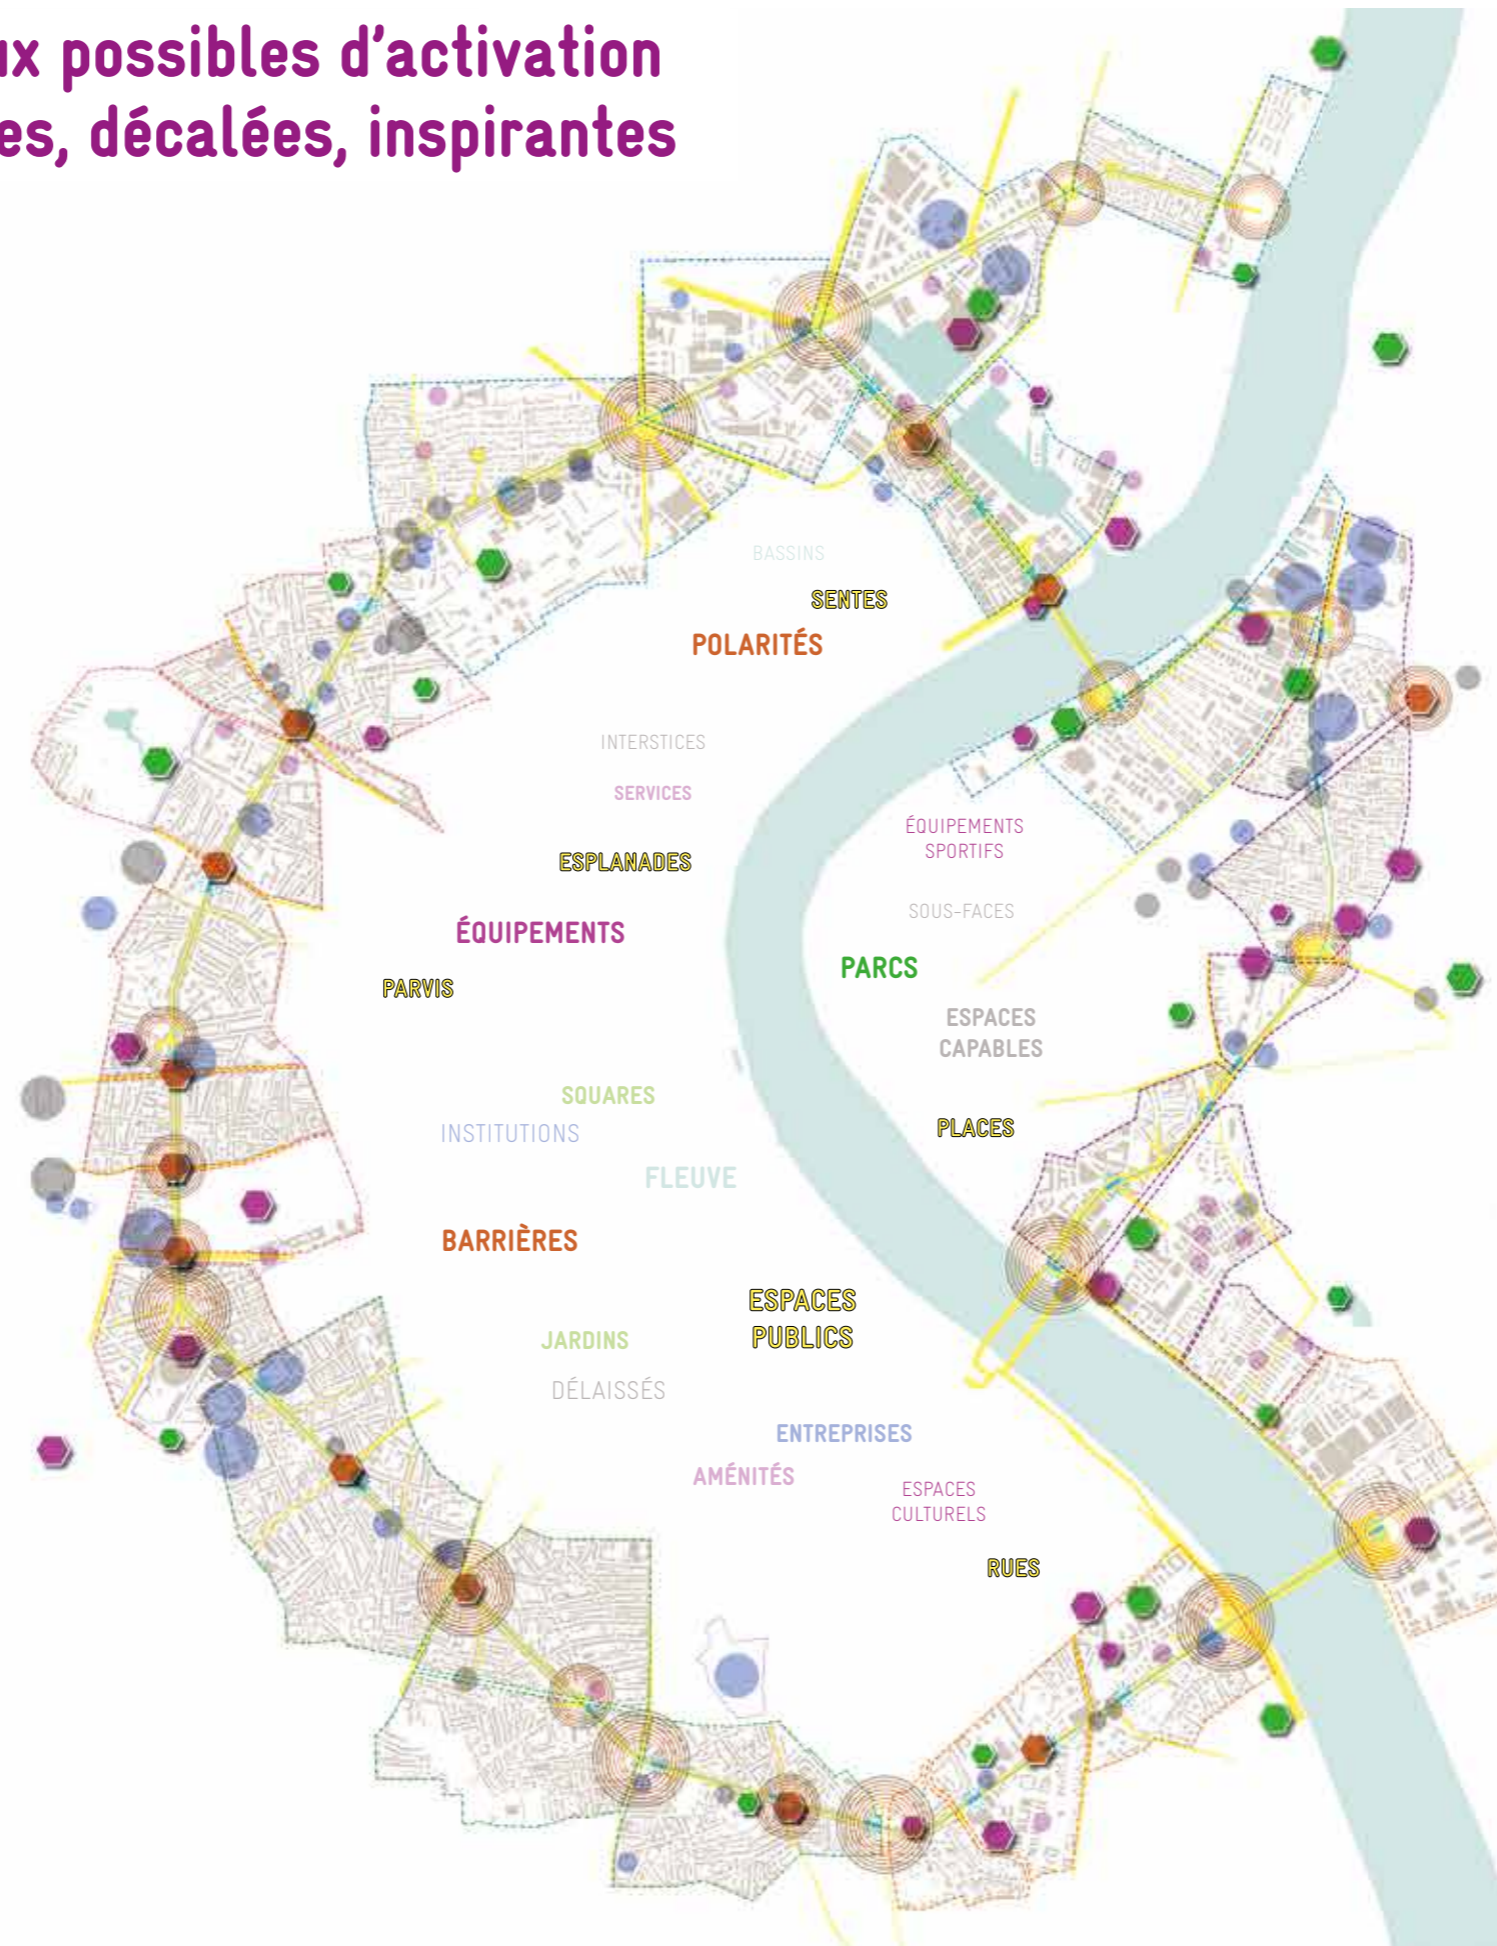 ux possibles d'activation
es, décalées, inspirantes
BASSINS
SENTES
POLARITÉS
INTERSTICES
SERVICES
ÉQUIPEMENTS
SPORTIFS
ESPLANADES
SOUS-FACES
ÉQUIPEMENTS
PARCS
PARVIS
ESPACES
CAPABLES
SQUARES
PLACES
INSTITUTIONS
FLEUVE
BARRIÈRES
ESPACES
PUBLICS
JARDINS
DÉLAISSÉS
ENTREPRISES
AMÉNITÉS
ESPACES
CULTURELS
RUES